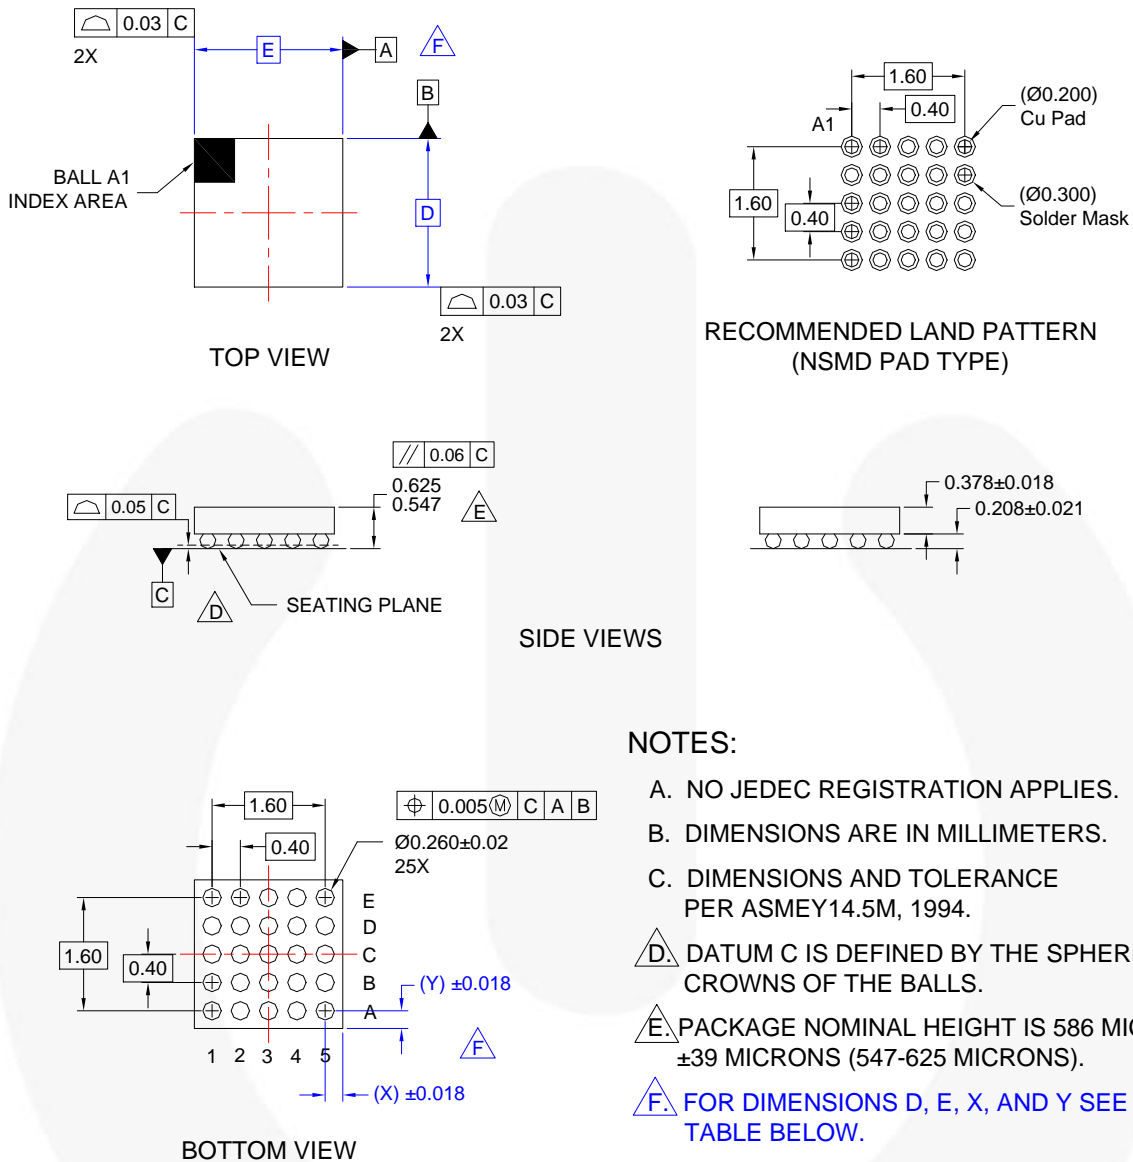 0.03 C
2X
E
A
F
B
BALL A1
INDEX AREA
D
0.03 C
2X
TOP VIEW
1.60
0.40
A1
(Ø0.200)
Cu Pad
1.60
0.40
(Ø0.300)
Solder Mask
RECOMMENDED LAND PATTERN
(NSMD PAD TYPE)
// 0.06 C
0.625
0.547
E
0.05 C
C
D
SEATING PLANE
0.378±0.018
0.208±0.021
SIDE VIEWS
1.60
0.40
0.005 M C A B
Ø0.260±0.02
25X
E
D
C
B
A
1.60
0.40
(Y) ±0.018
F
1 2 3 4 5
(X) ±0.018
BOTTOM VIEW
NOTES:
A. NO JEDEC REGISTRATION APPLIES.
B. DIMENSIONS ARE IN MILLIMETERS.
C. DIMENSIONS AND TOLERANCE
PER ASMEY14.5M, 1994.
D. DATUM C IS DEFINED BY THE SPHER
CROWNS OF THE BALLS.
E. PACKAGE NOMINAL HEIGHT IS 586 MIC
±39 MICRONS (547-625 MICRONS).
F. FOR DIMENSIONS D, E, X, AND Y SEE
TABLE BELOW.